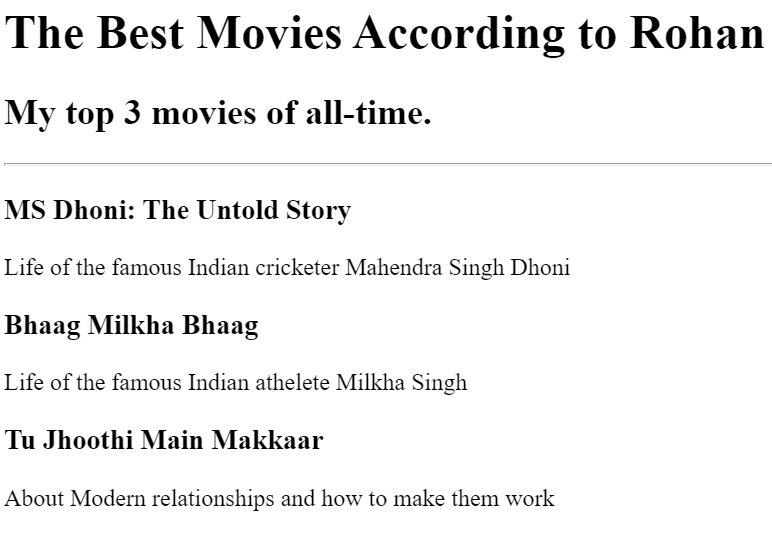 The Best Movies According to Rohan
My top 3 movies of all-time.
MS Dhoni: The Untold Story
Life of the famous Indian cricketer Mahendra Singh Dhoni
Bhaag Milkha Bhaag
Life of the famous Indian athelete Milkha Singh
Tu Jhoothi Main Makkaar
About Modern relationships and how to make them work